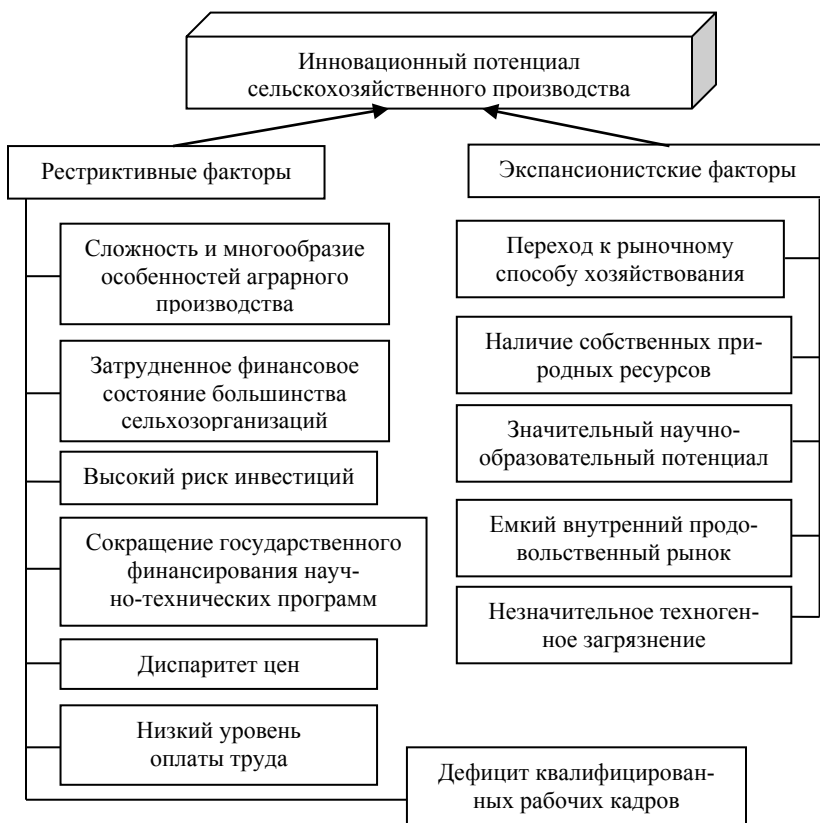 Инновационный потенциал
сельскохозяйственного производства
Рестриктивные факторы
Экспансионистские факторы
Сложность и многообразие
особенностей аграрного
производства
Затрудненное финансовое
состояние большинства
сельхозорганизаций
Высокий риск инвестиций
Сокращение государственного
финансирования науч-
но-технических программ
Диспаритет цен
Низкий уровень
оплаты труда
Переход к рыночному
способу хозяйствования
Наличие собственных при-
родных ресурсов
Значительный научно-
образовательный потенциал
Емкий внутренний продо-
вольственный рынок
Незначительное техноген-
ное загрязнение
Дефицит квалифицирован-
ных рабочих кадров